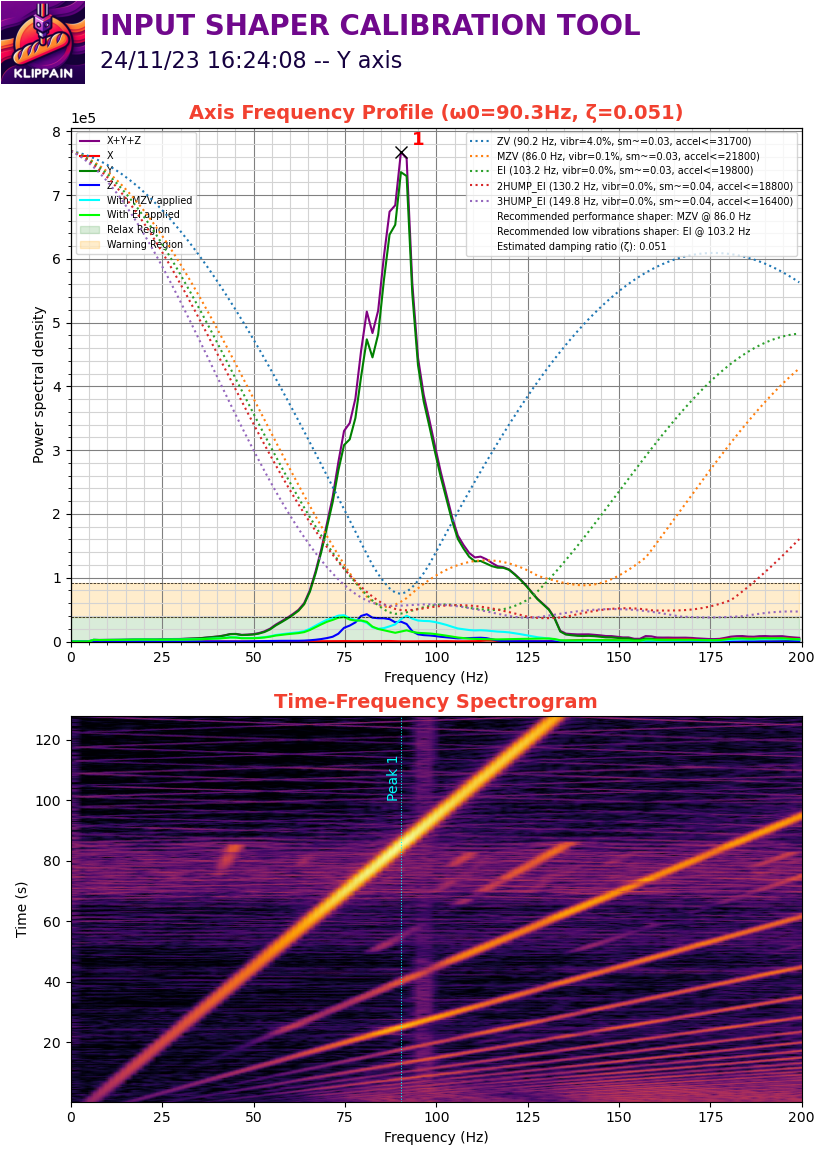 INPUT SHAPER CALIBRATION TOOL
24/11/23 16:24:08 -- Y axis
KLIPPAIN
Axis Frequency Profile (ω0=90.3Hz, ζ=0.051)
1e5
1
X+Y+Z
X
Y
Z
With MZV applied
With EI applied
Relax Region
Warning Region
ZV (90.2 Hz, vibr=4.0%, sm~=0.03, accel<=31700)
MZV (86.0 Hz, vibr=0.1%, sm~=0.03, accel<=21800)
EI (103.2 Hz, vibr=0.0%, sm~=0.03, accel<=19800)
2HUMP_EI (130.2 Hz, vibr=0.0%, sm~=0.04, accel<=18800)
3HUMP_EI (149.8 Hz, vibr=0.0%, sm~=0.04, accel<=16400)
Recommended performance shaper: MZV @ 86.0 Hz
Recommended low vibrations shaper: EI @ 103.2 Hz
Estimated damping ratio (ζ): 0.051
Power spectral density
8
7
6
5
4
3
2
1
0
0 25 50 75 100 125 150 175 200
Frequency (Hz)
Time-Frequency Spectrogram
Time (s)
120
100
80
60
40
20
Peak 1
0 25 50 75 100 125 150 175 200
Frequency (Hz)